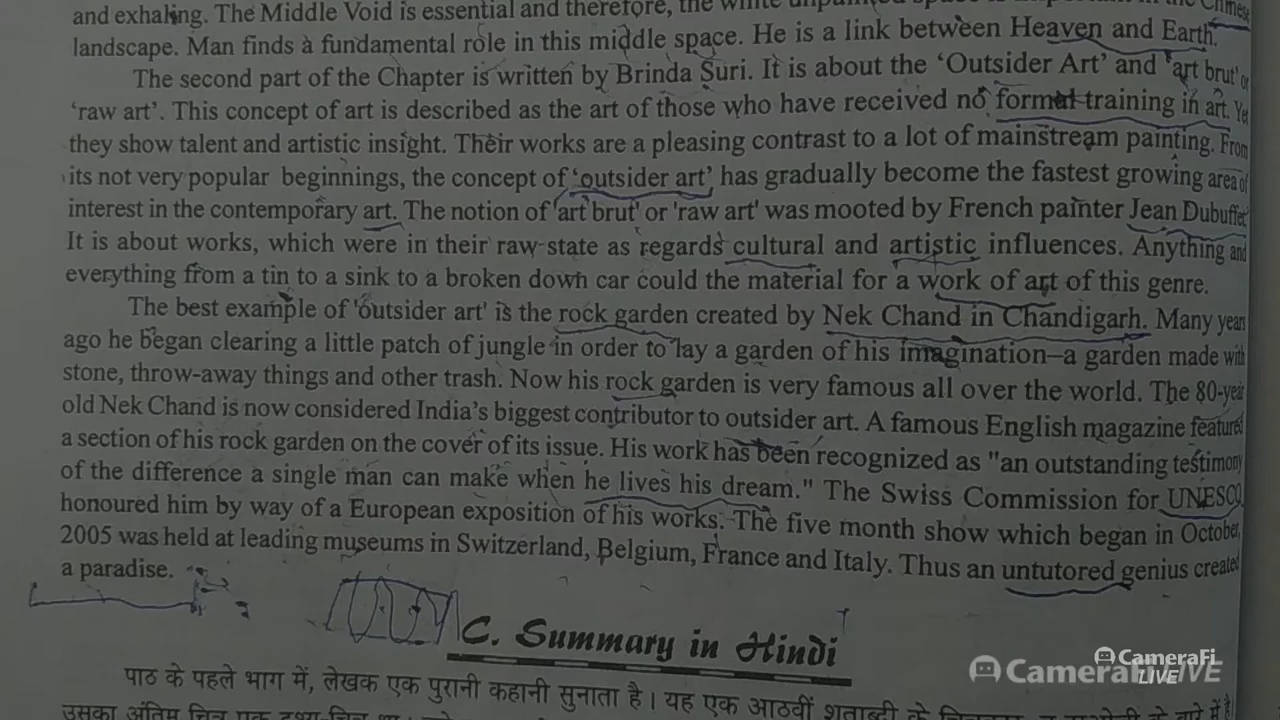 and exhaling. The Middle Void is essential and therefore, the white unpainted space is important in the Chinese
landscape. Man finds a fundamental role in this middle space. He is a link between Heaven and Earth.
The second part of the Chapter is written by Brinda Suri. It is about the ‘Outsider Art’ and 'art brut' or
‘raw art’. This concept of art is described as the art of those who have received no formal training in art. Yet
they show talent and artistic insight. Their works are a pleasing contrast to a lot of mainstream painting. From
its not very popular beginnings, the concept of ‘outsider art’ has gradually become the fastest growing area of
interest in the contemporary art. The notion of 'art brut' or 'raw art' was mooted by French painter Jean Dubuffet.
It is about works, which were in their raw state as regards cultural and artistic influences. Anything and
everything from a tin to a sink to a broken down car could the material for a work of art of this genre.
The best example of 'outsider art' is the rock garden created by Nek Chand in Chandigarh. Many years
ago he began clearing a little patch of jungle in order to lay a garden of his imagination–a garden made with
stone, throw-away things and other trash. Now his rock garden is very famous all over the world. The 80-year
old Nek Chand is now considered India’s biggest contributor to outsider art. A famous English magazine featured
a section of his rock garden on the cover of its issue. His work has been recognized as "an outstanding testimony
of the difference a single man can make when he lives his dream." The Swiss Commission for UNESCO
honoured him by way of a European exposition of his works. The five month show which began in October,
2005 was held at leading museums in Switzerland, Belgium, France and Italy. Thus an untutored genius created
a paradise.
C. Summary in Hindi
CameraFi
LIVE
CameraFi LIVE
पाठ के पहले भाग में, लेखक एक पुरानी कहानी सुनाता है। यह एक आठवीं शताब्दी के
उसका अंतिम चित्र एक दृश्य-चित्र था।